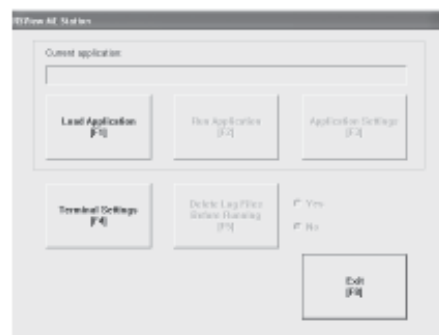 RSView ME Station
Current application:
Load Application
[F1]
Run Application
[F2]
Application Settings
[F3]
Terminal Settings
[F4]
Delete Log Files
Before Running
[F5]
Yes
No
Exit
[F8]